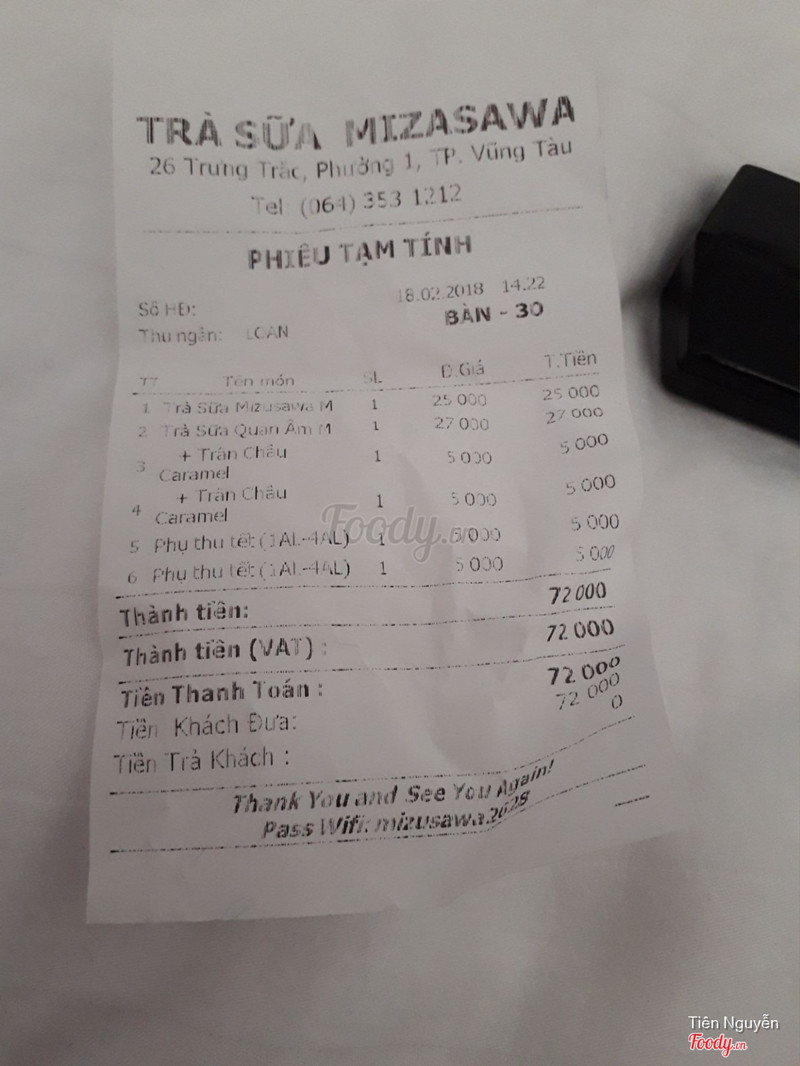 TRÀ SỮA MIZASAWA
26 Trưng Trắc, Phường 1, TP. Vũng Tàu
Tel: (064) 353 1212
PHIẾU TẠM TÍNH
Số HĐ: 18.02.2018 14.22
Thu ngân: LOAN BÀN - 30
TT Tên món SL Đ.Giá T.Tiền
1 Trà Sữa Mizusawa M 1 25 000 25 000
2 Trà Sữa Quan Âm M 1 27 000 27 000
3 + Trân Châu Caramel 1 5 000 5 000
4 + Trân Châu Caramel 1 5 000 5 000
5 Phụ thu tết (1AL-4AL) 1 5 000 5 000
6 Phụ thu tết (1AL-4AL) 1 5 000 5 000
Thành tiền: 72 000
Thành tiền (VAT) : 72 000
Tiền Thanh Toán : 72 000
Tiền Khách Đưa: 72 000
Tiền Trả Khách : 0
Thank You and See You Again!
Pass Wifi: mizusawa2628
Foody.vn
Tiên Nguyễn
Foody.vn